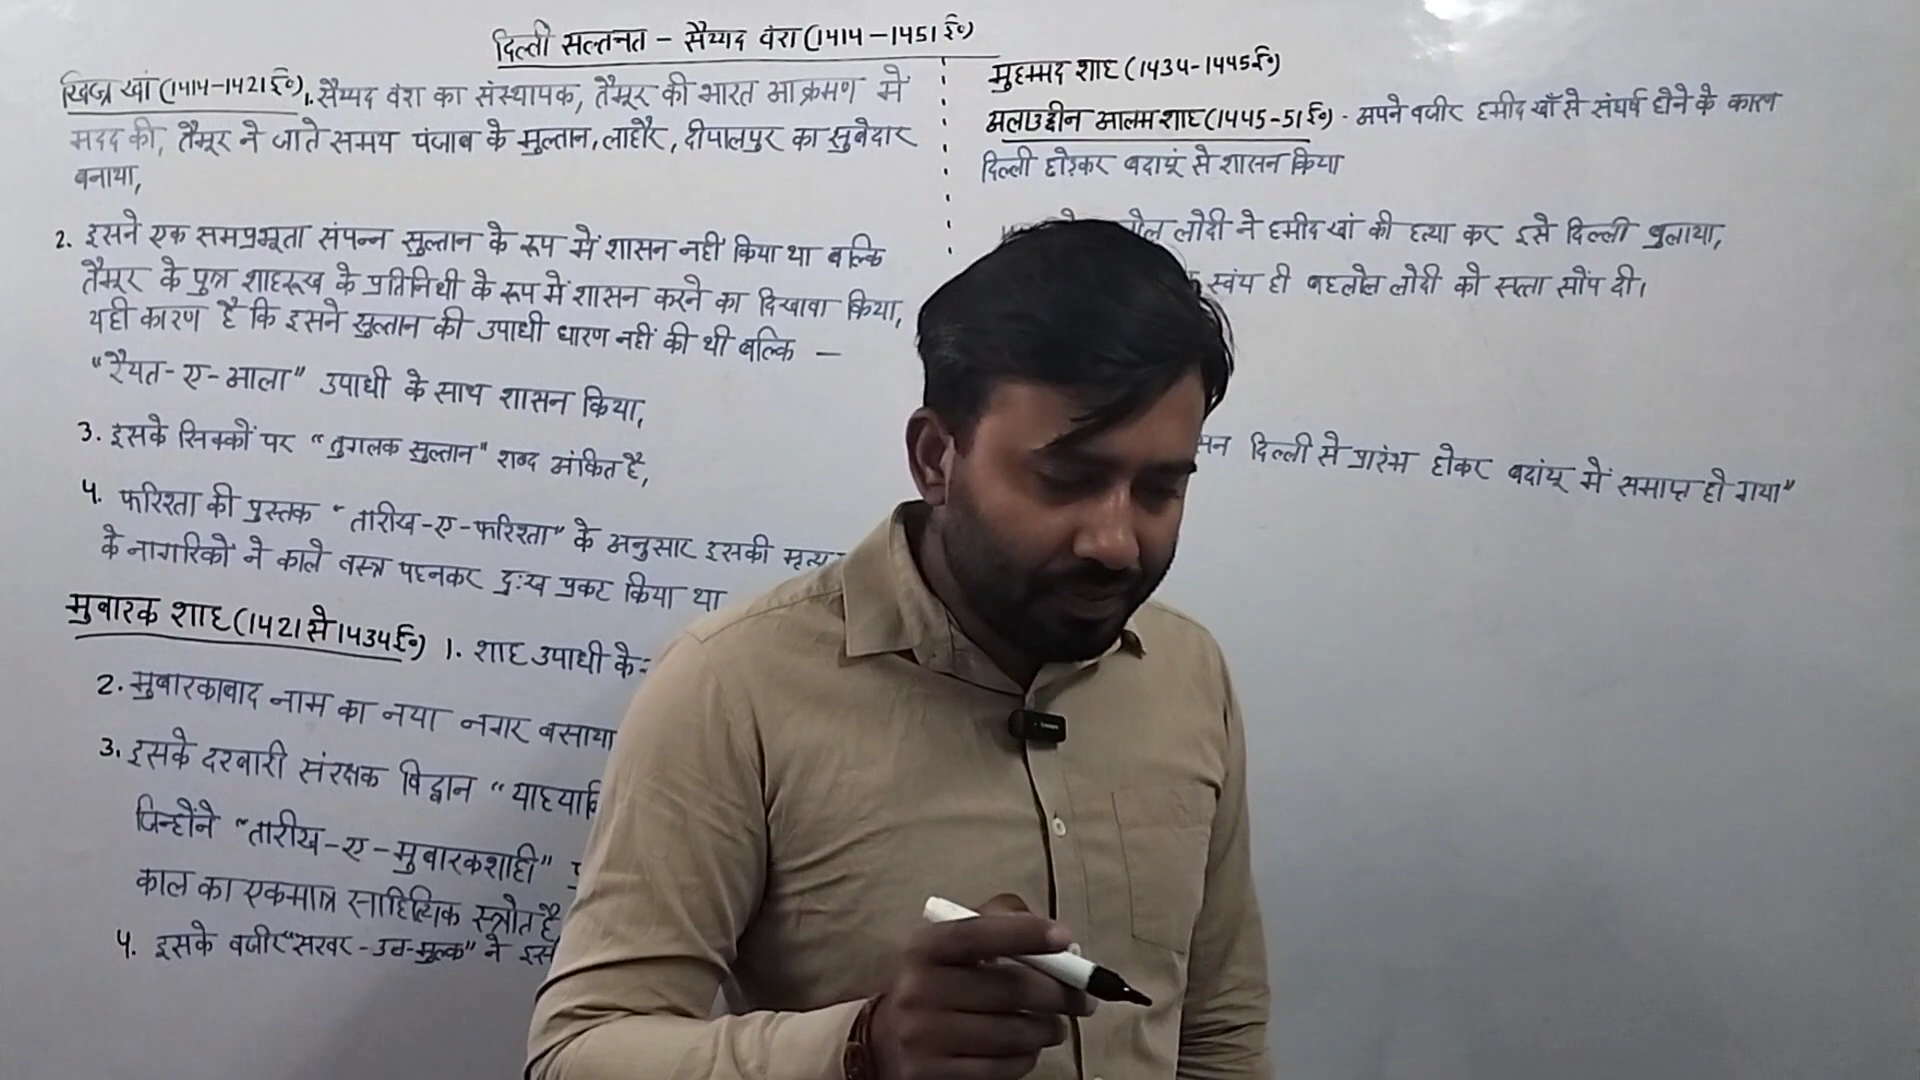 दिल्ली सल्तनत - सैय्यद वंश (1414-1451 ई०)
खिज्र खां (1414-1421 ई०) 1. सैय्यद वंश का संस्थापक, तैमूर की भारत आक्रमण में
मदद की, तैमूर ने जाते समय पंजाब के मुल्तान, लाहौर, दीपालपुर का सुबेदार
बनाया,
2. इसने एक समप्रभूता संपन्न सुल्तान के रूप में शासन नहीं किया था बल्कि
तैमूर के पुत्र शाहरूख के प्रतिनिधी के रूप में शासन करने का दिखावा किया,
यही कारण है कि इसने सुल्तान की उपाधी धारण नहीं की थी बल्कि -
"रैयत-ए-आला" उपाधी के साथ शासन किया,
3. इसके सिक्कों पर "तुगलक सुल्तान" शब्द अंकित है,
4. फरिश्ता की पुस्तक "तारीख-ए-फरिश्ता" के अनुसार इसकी मृत्यु
के नागरिकों ने काले वस्त्र पहनकर दुःख प्रकट किया था
मुबारक शाह (1421 से 1434 ई०) 1. शाह उपाधी के
2. मुबारकाबाद नाम का नया नगर बसाया
3. इसके दरबारी संरक्षक विद्वान "याहया
जिन्होंने "तारीख-ए-मुबारकशाही"
काल का एकमात्र साहित्यिक स्त्रोत है
4. इसके वजीर "सरवर-उल-मुल्क" ने इस
मुहम्मद शाह (1434-1445 ई०)
अलाउद्दीन आलम शाह (1445-51 ई०) - अपने वजीर हमीद खाँ से संघर्ष होने के कारण
दिल्ली छोड़कर बदायूं से शासन किया
लोदी ने हमीद खां की हत्या कर इसे दिल्ली बुलाया,
स्वंय ही बहलोल लोदी को सत्ता सोंप दी।
दिल्ली से प्रारंभ होकर बदांयू में समाप्त हो गया"